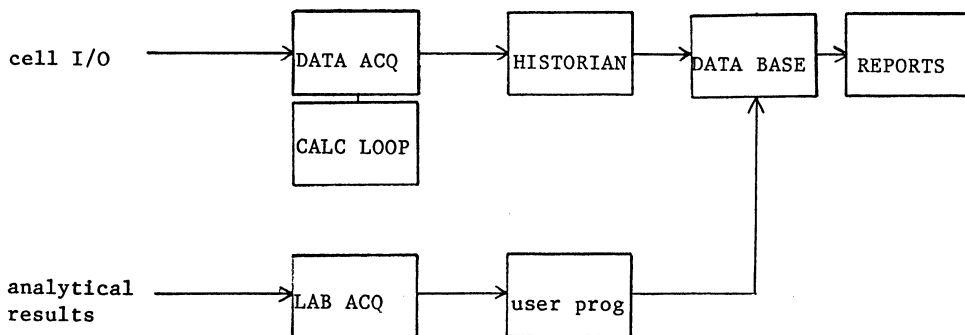 cell I/O
DATA ACQ
HISTORIAN
DATA BASE
REPORTS
CALC LOOP
analytical
results
LAB ACQ
user prog